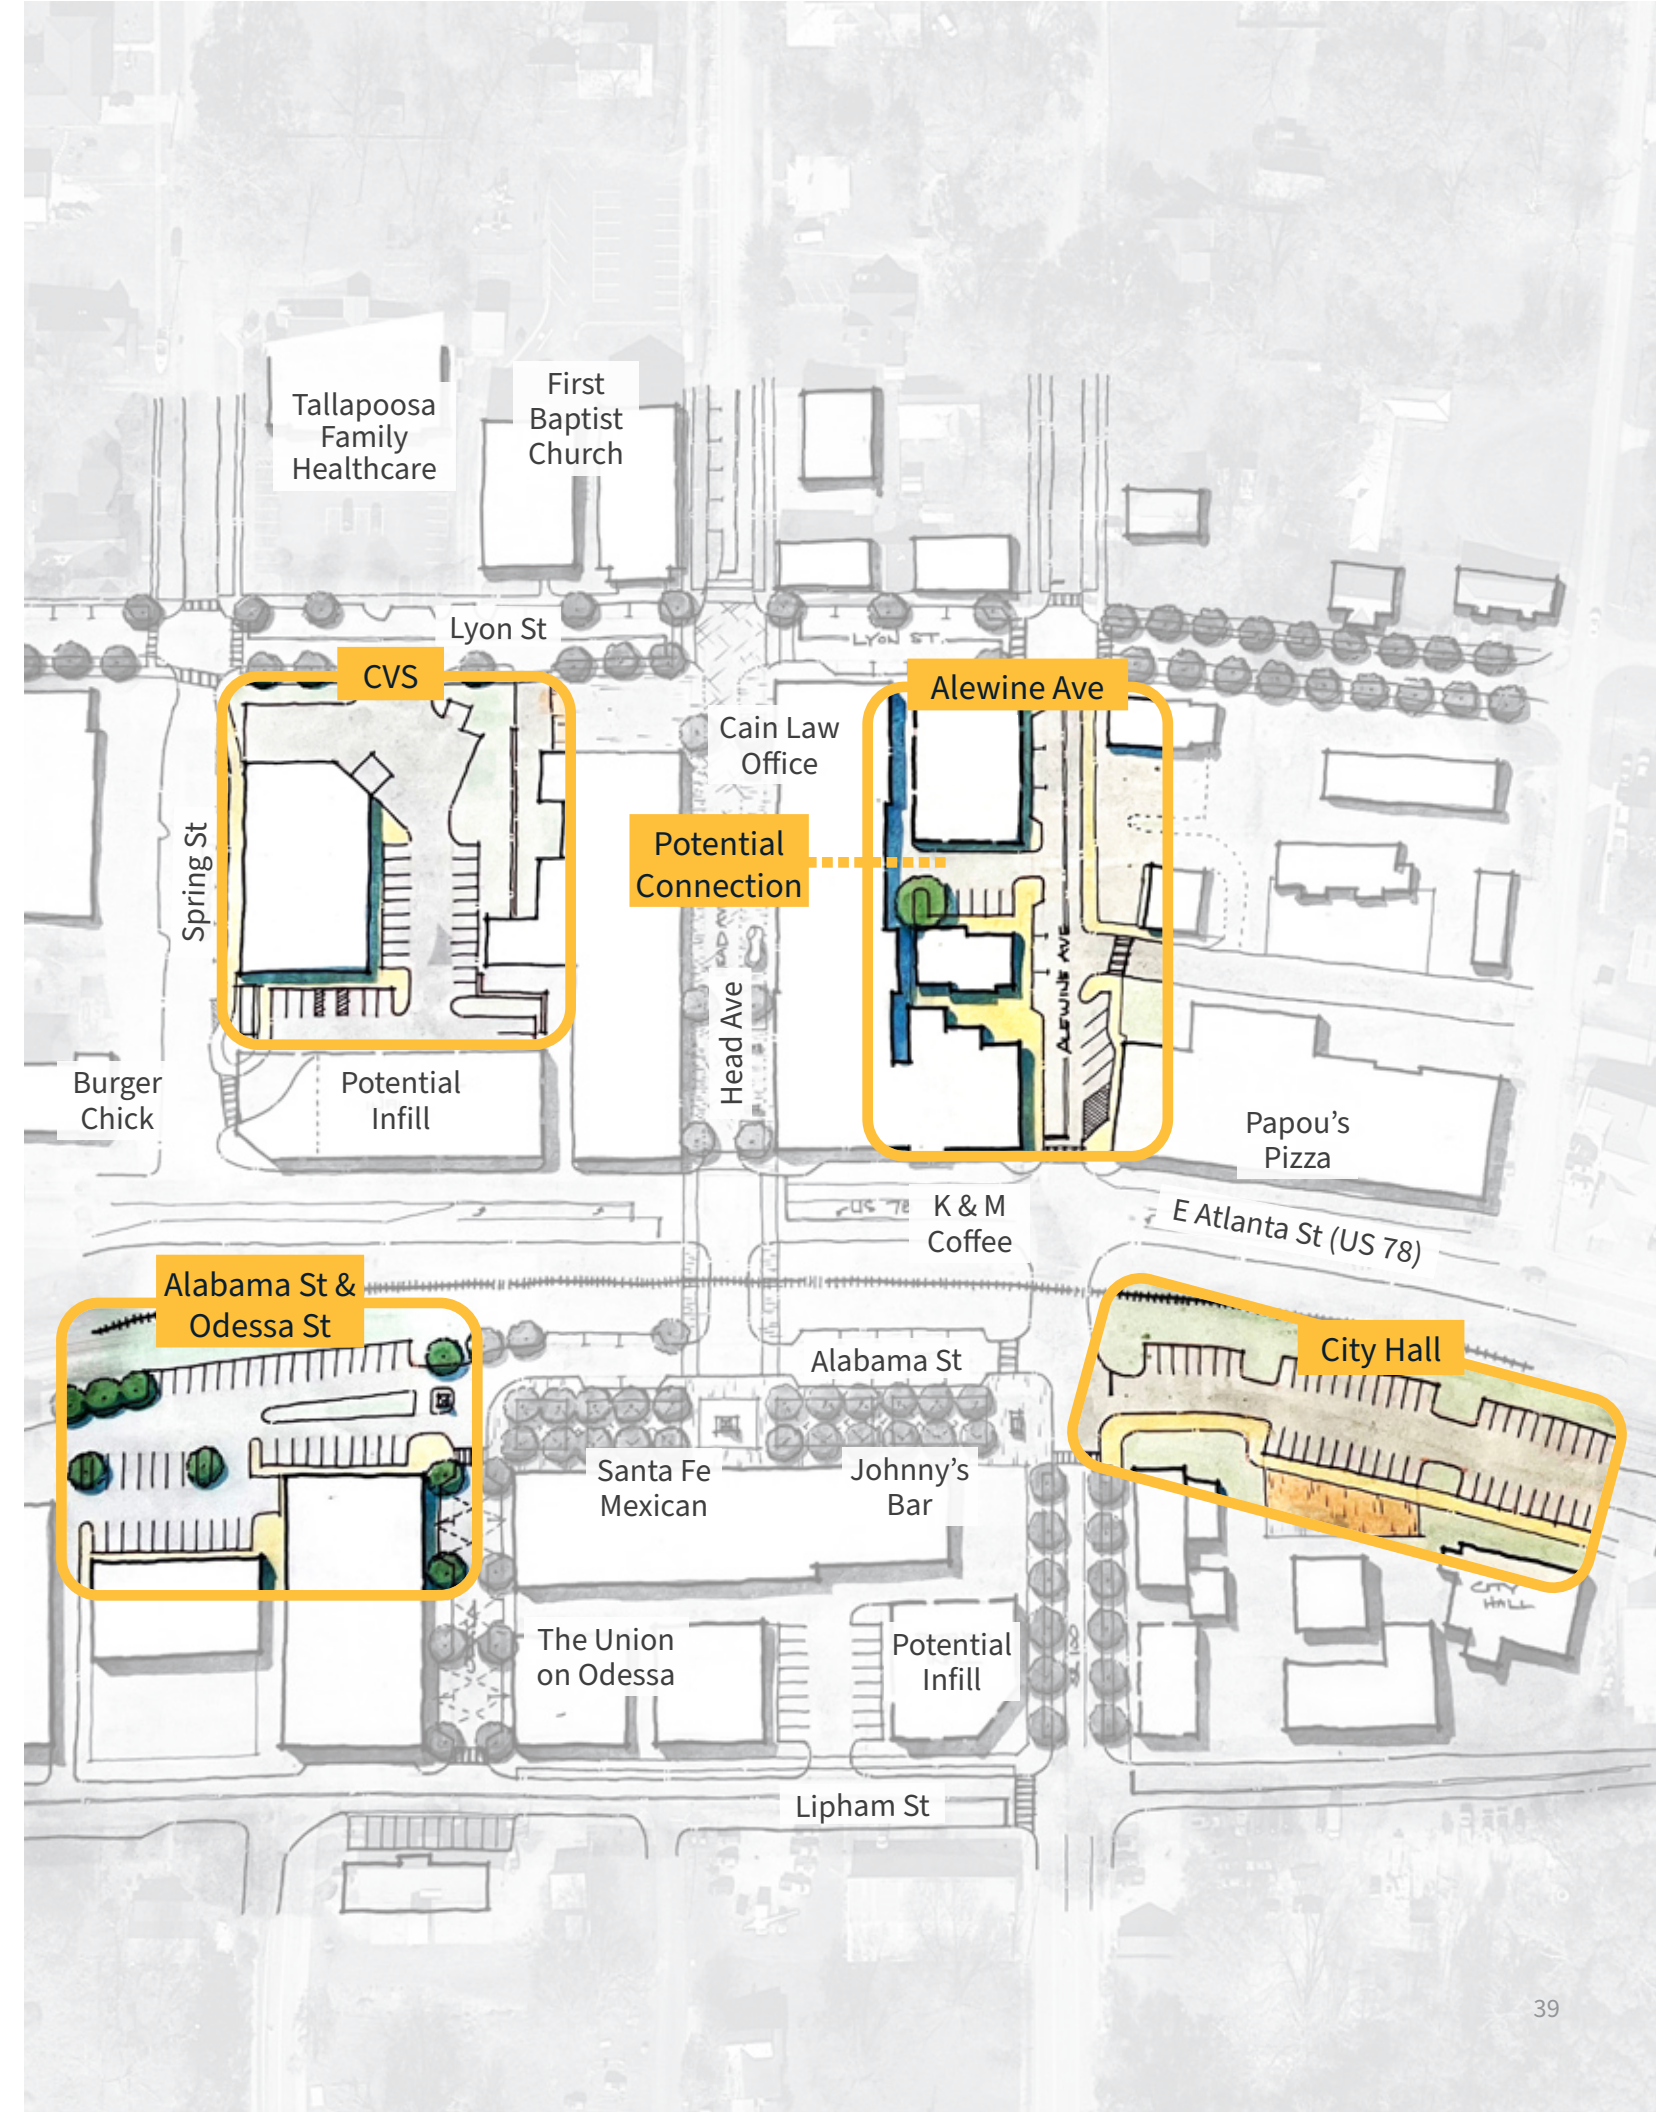 First
Baptist
Church
Tallapoosa
Family
Healthcare
Lyon St
LYON ST.
CVS
Alewine Ave
Cain Law
Office
Potential
Connection
Spring St
ALEWINE AVE
Head Ave
Burger
Chick
Potential
Infill
Papou's
Pizza
US 78
K & M
Coffee
E Atlanta St (US 78)
Alabama St &
Odessa St
City Hall
Alabama St
Santa Fe
Mexican
Johnny's
Bar
CITY
HALL
The Union
on Odessa
Potential
Infill
Lipham St
39